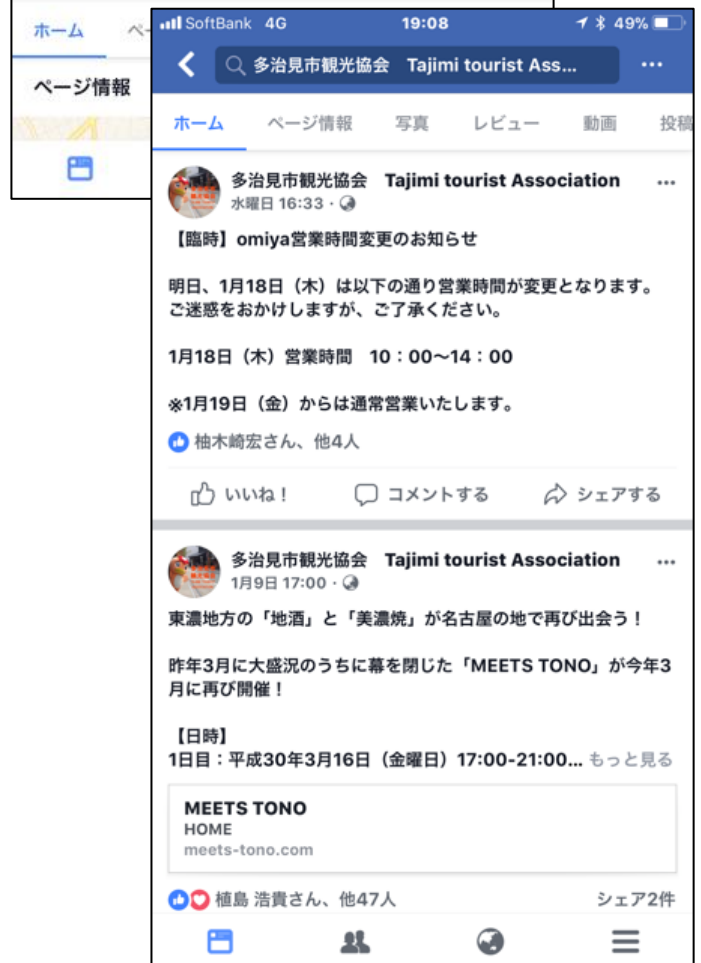 ホーム
ページ情報
SoftBank 4G 19:08 49%
多治見市観光協会 Tajimi tourist Ass...
ホーム ページ情報 写真 レビュー 動画 投稿
多治見市観光協会 Tajimi tourist Association
水曜日 16:33
【臨時】omiya営業時間変更のお知らせ
明日、1月18日（木）は以下の通り営業時間が変更となります。
ご迷惑をおかけしますが、ご了承ください。
1月18日（木）営業時間 10：00〜14：00
※1月19日（金）からは通常営業いたします。
柚木崎宏さん、他4人
いいね！ コメントする シェアする
多治見市観光協会 Tajimi tourist Association
1月9日 17:00
東濃地方の「地酒」と「美濃焼」が名古屋の地で再び出会う！
昨年3月に大盛況のうちに幕を閉じた「MEETS TONO」が今年3
月に再び開催！
【日時】
1日目：平成30年3月16日（金曜日）17:00-21:00... もっと見る
MEETS TONO
HOME
meets-tono.com
植島 浩貴さん、他47人 シェア2件